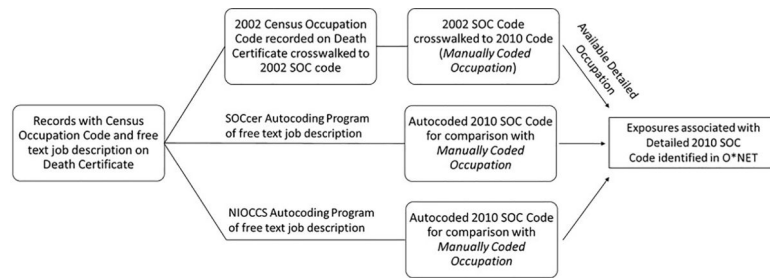 2002 Census Occupation
Code recorded on Death
Certificate crosswalked to
2002 SOC code
2002 SOC Code
crosswalked to 2010 Code
(Manually Coded
Occupation)
Available Detailed
Occupation
Records with Census
Occupation Code and free
text job description on
Death Certificate
SOCcer Autocoding Program
of free text job description
Autocoded 2010 SOC Code
for comparison with
Manually Coded
Occupation
Exposures associated with
Detailed 2010 SOC
Code identified in O*NET
NIOCCS Autocoding Program
of free text job description
Autocoded 2010 SOC Code
for comparison with
Manually Coded
Occupation